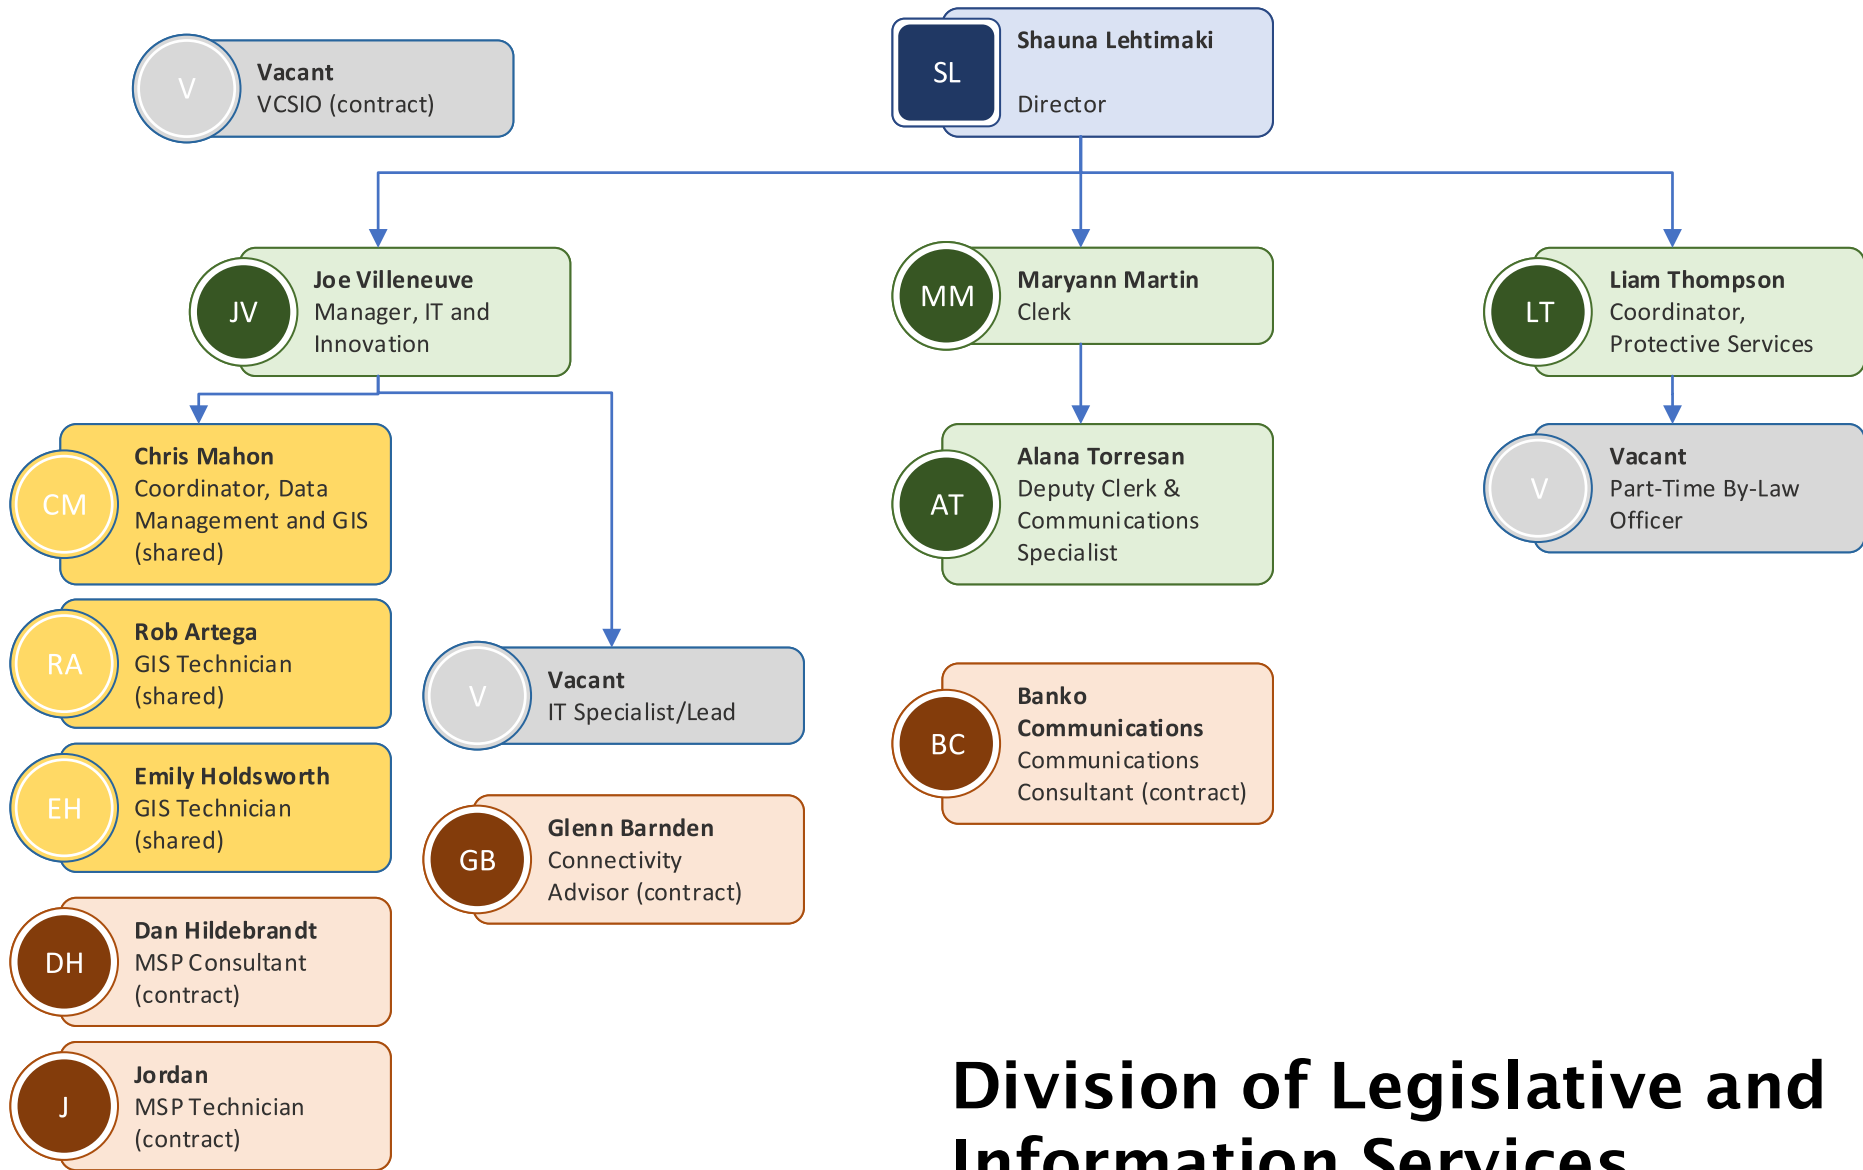 V
Vacant
VCSIO (contract)
SL
Shauna Lehtimaki
Director
JV
Joe Villeneuve
Manager, IT and
Innovation
MM
Maryann Martin
Clerk
LT
Liam Thompson
Coordinator,
Protective Services
CM
Chris Mahon
Coordinator, Data
Management and GIS
(shared)
AT
Alana Torresan
Deputy Clerk &
Communications
Specialist
V
Vacant
Part-Time By-Law
Officer
RA
Rob Artega
GIS Technician
(shared)
V
Vacant
IT Specialist/Lead
BC
Banko
Communications
Communications
Consultant (contract)
EH
Emily Holdsworth
GIS Technician
(shared)
GB
Glenn Barnden
Connectivity
Advisor (contract)
DH
Dan Hildebrandt
MSP Consultant
(contract)
J
Jordan
MSP Technician
(contract)
Division of Legislative and
Information Services